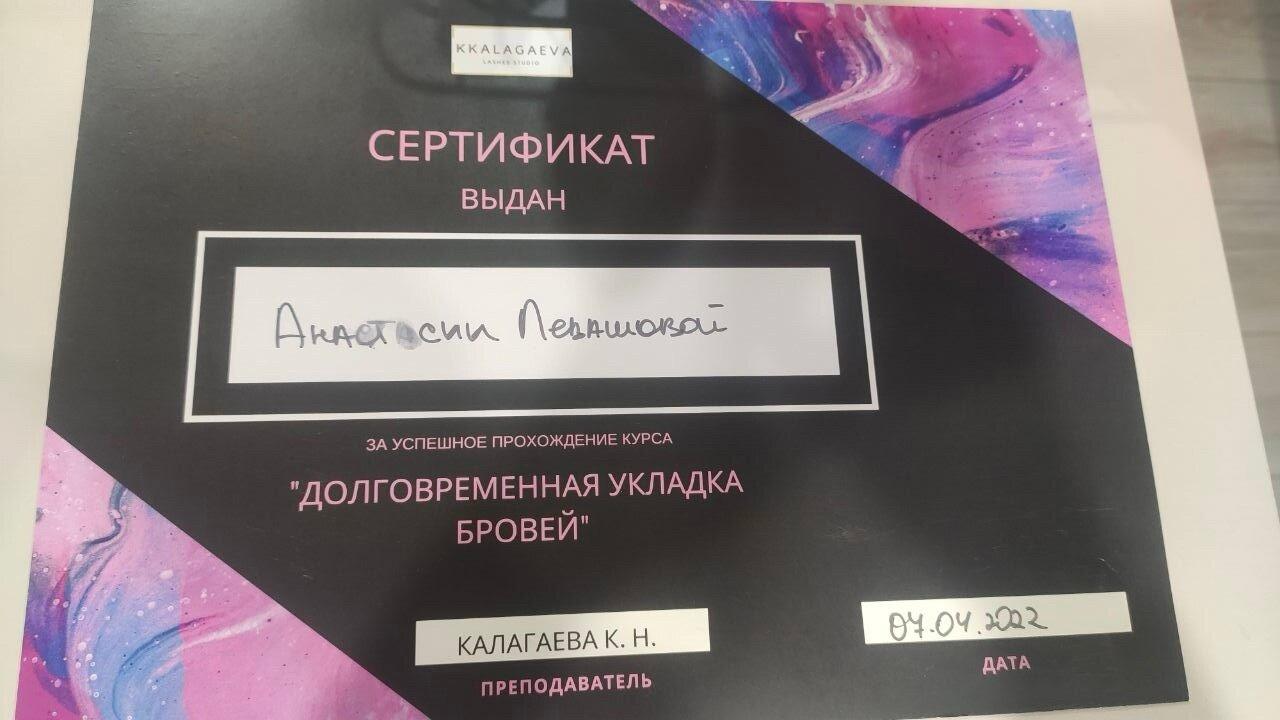 KKALAGAEVA
LASHES STUDIO
СЕРТИФИКАТ
ВЫДАН
Анастасии Левашовой
ЗА УСПЕШНОЕ ПРОХОЖДЕНИЕ КУРСА
"ДОЛГОВРЕМЕННАЯ УКЛАДКА
БРОВЕЙ"
КАЛАГАЕВА К. Н.
ПРЕПОДАВАТЕЛЬ
07.04.2022
ДАТА